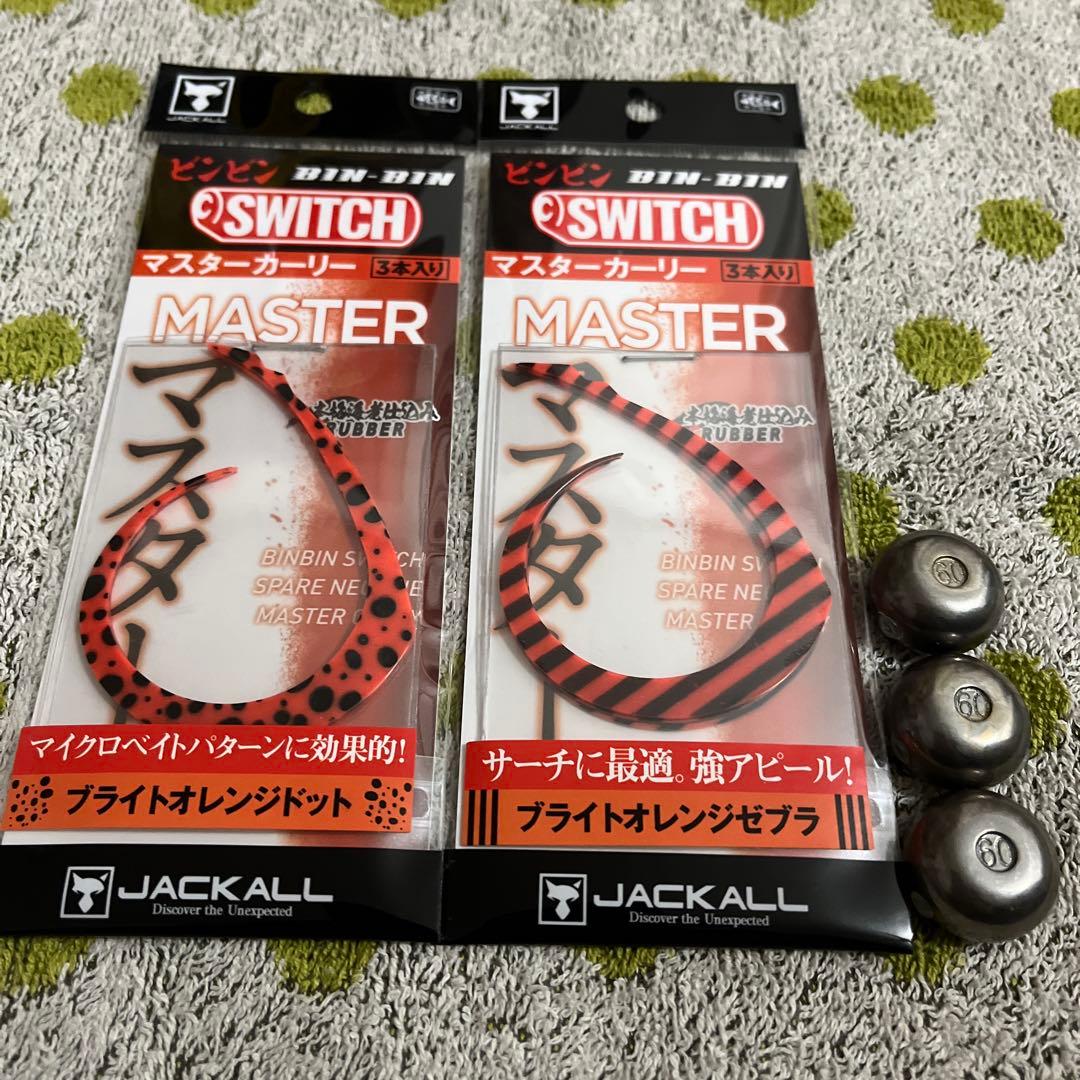 JACKALL
ビンビン BIN-BIN
SWITCH
マスターカーリー 3本入り
MASTER
マスター
RUBBER
BINBIN SWITCH
SPARE NE
MASTER
マイクロベイトパターンに効果的!
ブライトオレンジドット
JACKALL
Discover the Unexpected
JACKALL
ビンビン BIN-BIN
SWITCH
マスターカーリー 3本入り
MASTER
マスター
RUBBER
BINBIN
SPARE NE
MASTER
サーチに最適。強アピール!
ブライトオレンジゼブラ
JACKALL
Discover the Unexpected
60
60
60